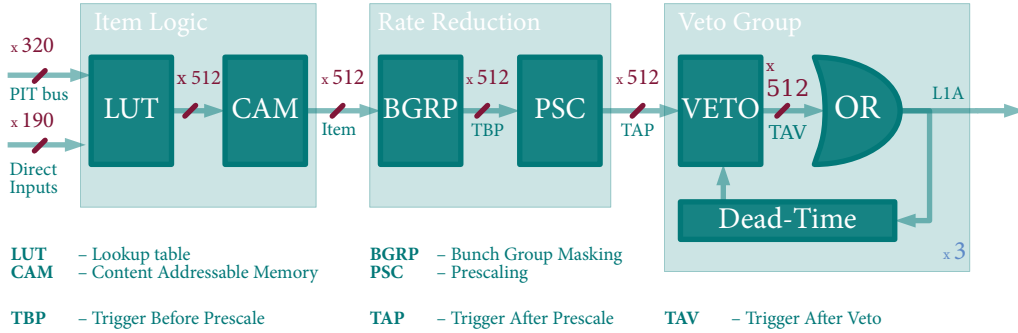 Item Logic
Rate Reduction
Veto Group
x 320
PIT bus
x 190
Direct
Inputs
LUT
x 512
CAM
x 512
Item
BGRP
x 512
TBP
PSC
x 512
TAP
VETO
x
512
TAV
OR
L1A
Dead-Time
x 3
LUT – Lookup table
CAM – Content Addressable Memory
BGRP – Bunch Group Masking
PSC – Prescaling
TBP – Trigger Before Prescale
TAP – Trigger After Prescale
TAV – Trigger After Veto